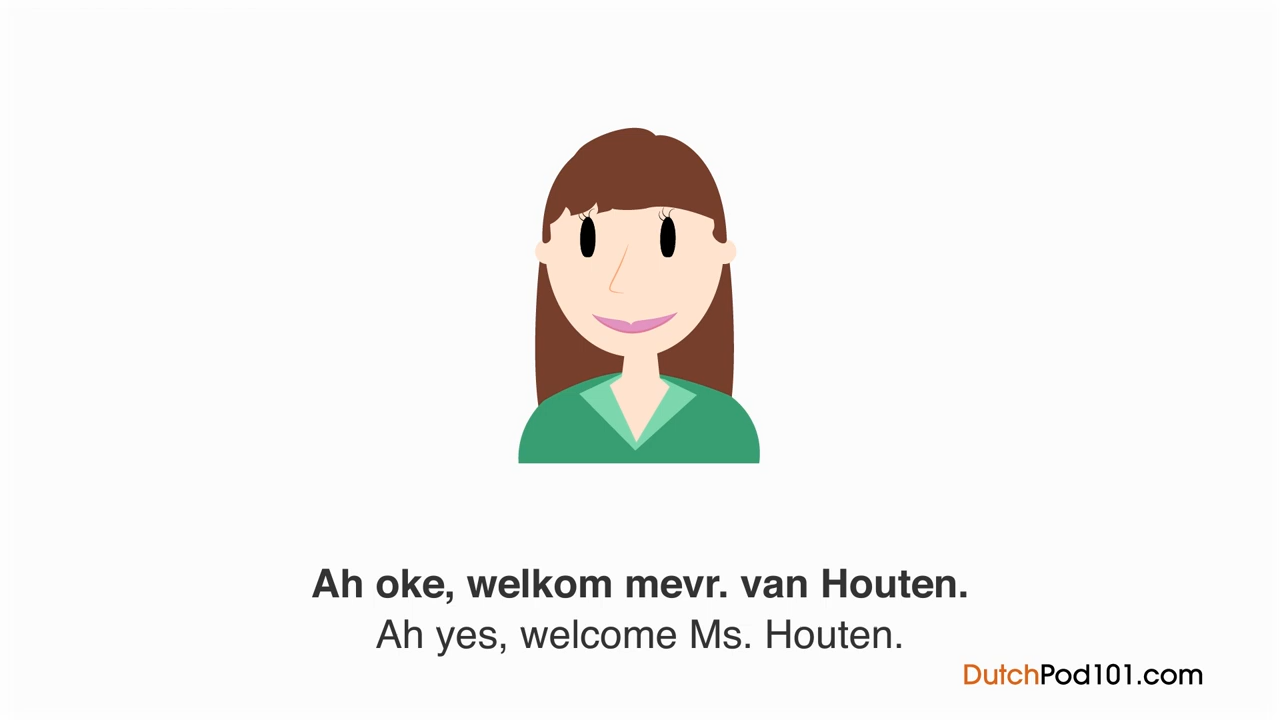 Ah oke, welkom mevr. van Houten.
Ah yes, welcome Ms. Houten.
DutchPod101.com